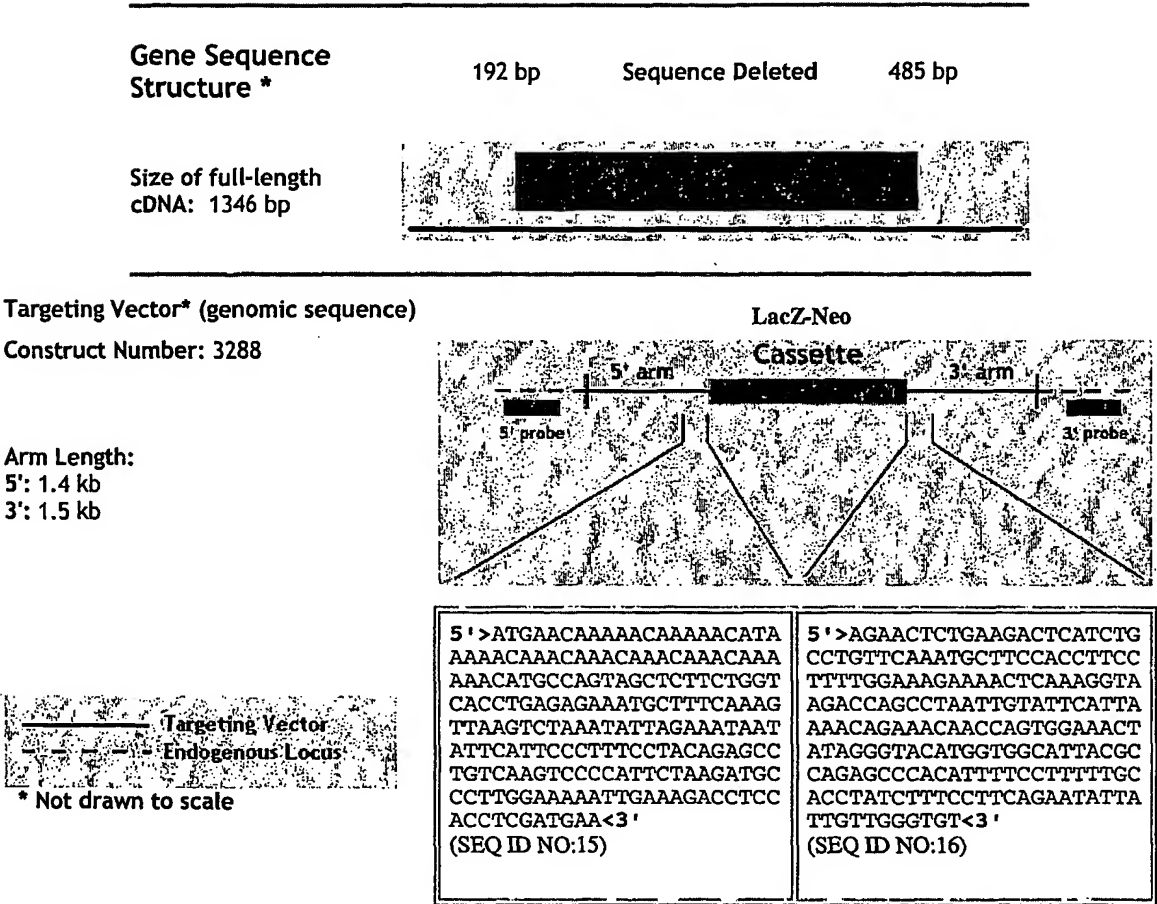 Gene Sequence
Structure *
192 bp Sequence Deleted 485 bp
Size of full-length
cDNA: 1346 bp
Targeting Vector* (genomic sequence)
Construct Number: 3288
Arm Length:
5': 1.4 kb
3': 1.5 kb
LacZ-Neo
Cassette
5' arm
3' arm
5' probe
3' probe
Targeting Vector
Endogenous Locus
* Not drawn to scale
5'>ATGAACAAAAACAAAAACATA
AAAACAAACAAACAAACAAACAAA
AAACATGCCAGTAGCTCTTCTGGT
CACCTGAGAGAAATGCTTTCAAAG
TTAAGTCTAAATATTAGAAATAAT
ATTCATTCCCTTTCCTACAGAGCC
TGTCAAGTCCCCATTCTAAGATGC
CCTTGGAAAAATTGAAAGACCTCC
ACCTCGATGAA<3'
(SEQ ID NO:15)
5'>AGAACTCTGAAGACTCATCTG
CCTGTTCAAATGCTTCCACCTTCC
TTTTGGAAAGAAAACTCAAAGGTA
AGACCAGCCTAATTGTATTCATTA
AAACAGAAACAACCAGTGGAAACT
ATAGGGTACATGGTGGCATTACGC
CAGAGCCCACATTTTCCTTTTTGC
ACCTATCTTTCCTTCAGAATATTA
TTGTTGGGTGT<3'
(SEQ ID NO:16)